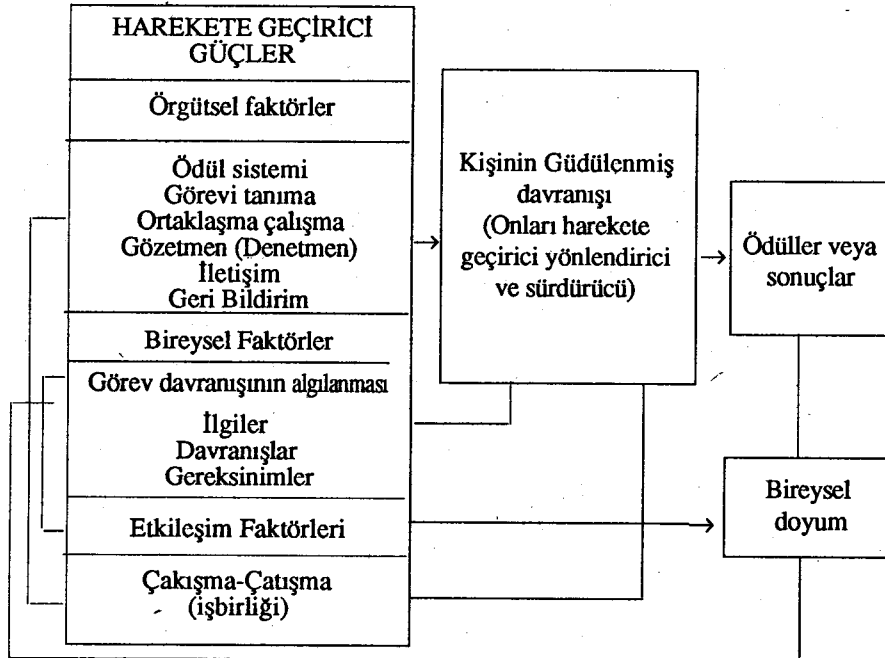 HAREKETE GEÇİRİCİ
GÜÇLER
Örgütsel faktörler
Ödül sistemi
Görevi tanıma
Ortaklaşma çalışma
Gözetmen (Denetmen)
İletişim
Geri Bildirim
Bireysel Faktörler
Görev davranışının algılanması
İlgiler
Davranışlar
Gereksinimler
Etkileşim Faktörleri
Çakışma-Çatışma
(işbirliği)
Kişinin Güdülenmiş
davranışı
(Onları harekete
geçirici yönlendirici
ve sürdürücü)
Ödüller veya
sonuçlar
Bireysel
doyum